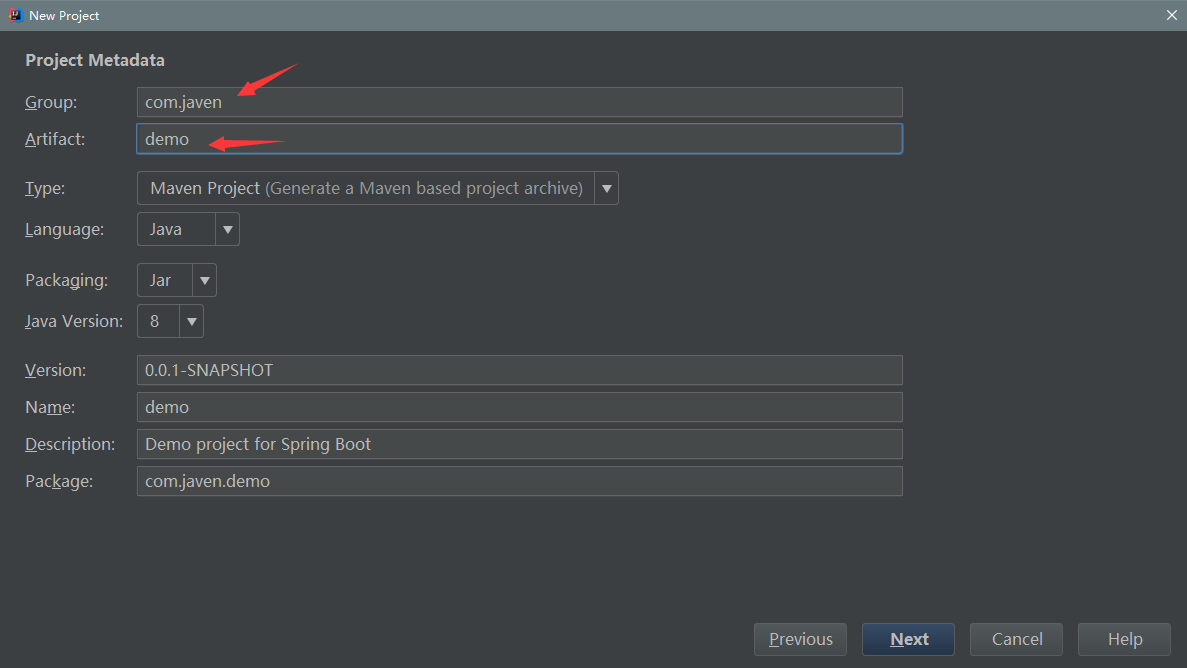 New Project
Project Metadata
Group: com.javen
Artifact: demo
Type: Maven Project (Generate a Maven based project archive)
Language: Java
Packaging: Jar
Java Version: 8
Version: 0.0.1-SNAPSHOT
Name: demo
Description: Demo project for Spring Boot
Package: com.javen.demo
Previous Next Cancel Help